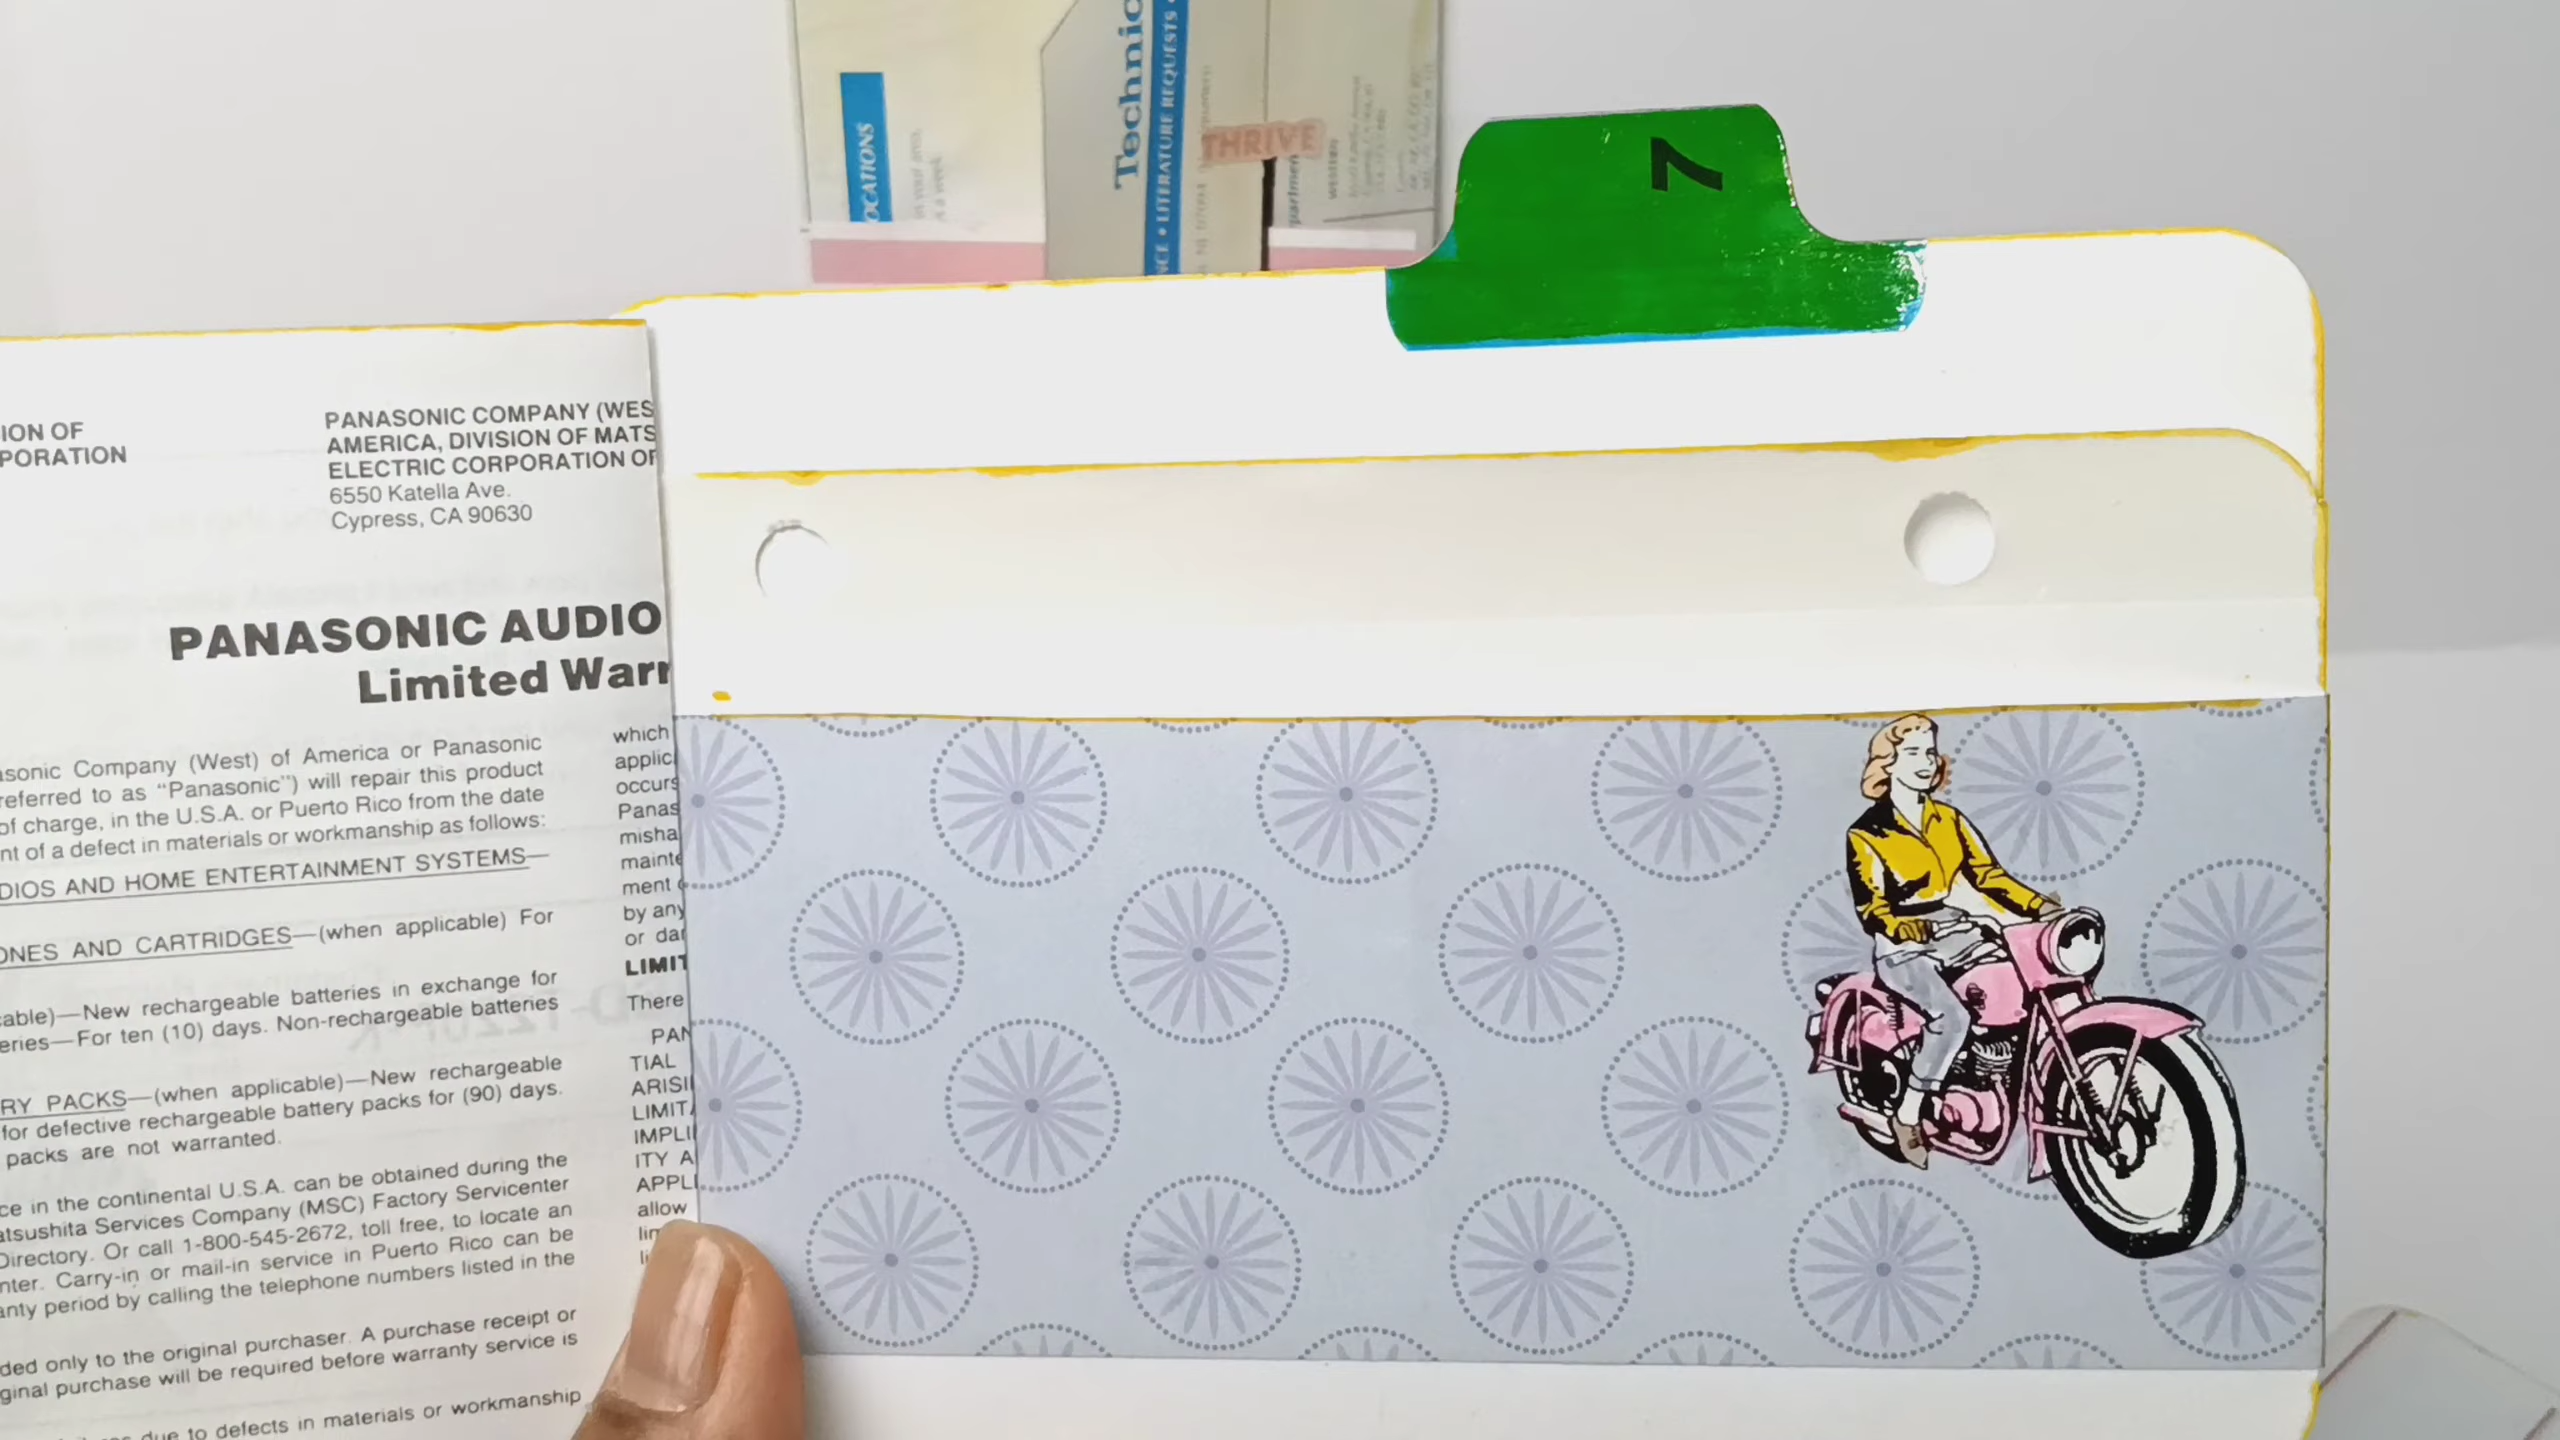 OCATIONS
in your area,
Technic
NCE • LITERATURE REQUESTS •
THRIVE
WESTERN
7
ION OF
PORATION
PANASONIC COMPANY (WES
AMERICA, DIVISION OF MATS
ELECTRIC CORPORATION OF
6550 Katella Ave.
Cypress, CA 90630
PANASONIC AUDIO
Limited Warr
asonic Company (West) of America or Panasonic
referred to as “Panasonic”) will repair this product
of charge, in the U.S.A. or Puerto Rico from the date
nt of a defect in materials or workmanship as follows:
DIOS AND HOME ENTERTAINMENT SYSTEMS—
ONES AND CARTRIDGES—(when applicable) For
cable)—New rechargeable batteries in exchange for
eries—For ten (10) days. Non-rechargeable batteries
RY PACKS—(when applicable)—New rechargeable
for defective rechargeable battery packs for (90) days.
packs are not warranted.
ce in the continental U.S.A. can be obtained during the
atsushita Services Company (MSC) Factory Servicenter
Directory. Or call 1-800-545-2672, toll free, to locate an
nter. Carry-in or mail-in service in Puerto Rico can be
anty period by calling the telephone numbers listed in the
ded only to the original purchaser. A purchase receipt or
ginal purchase will be required before warranty service is
due to defects in materials or workmanship
which
applic
occurs
Panas
misha
mainte
ment
by any
or dar
LIMIT
There
PAN
TIAL
ARISI
LIMITA
IMPLI
ITY A
APPLI
allow
lim